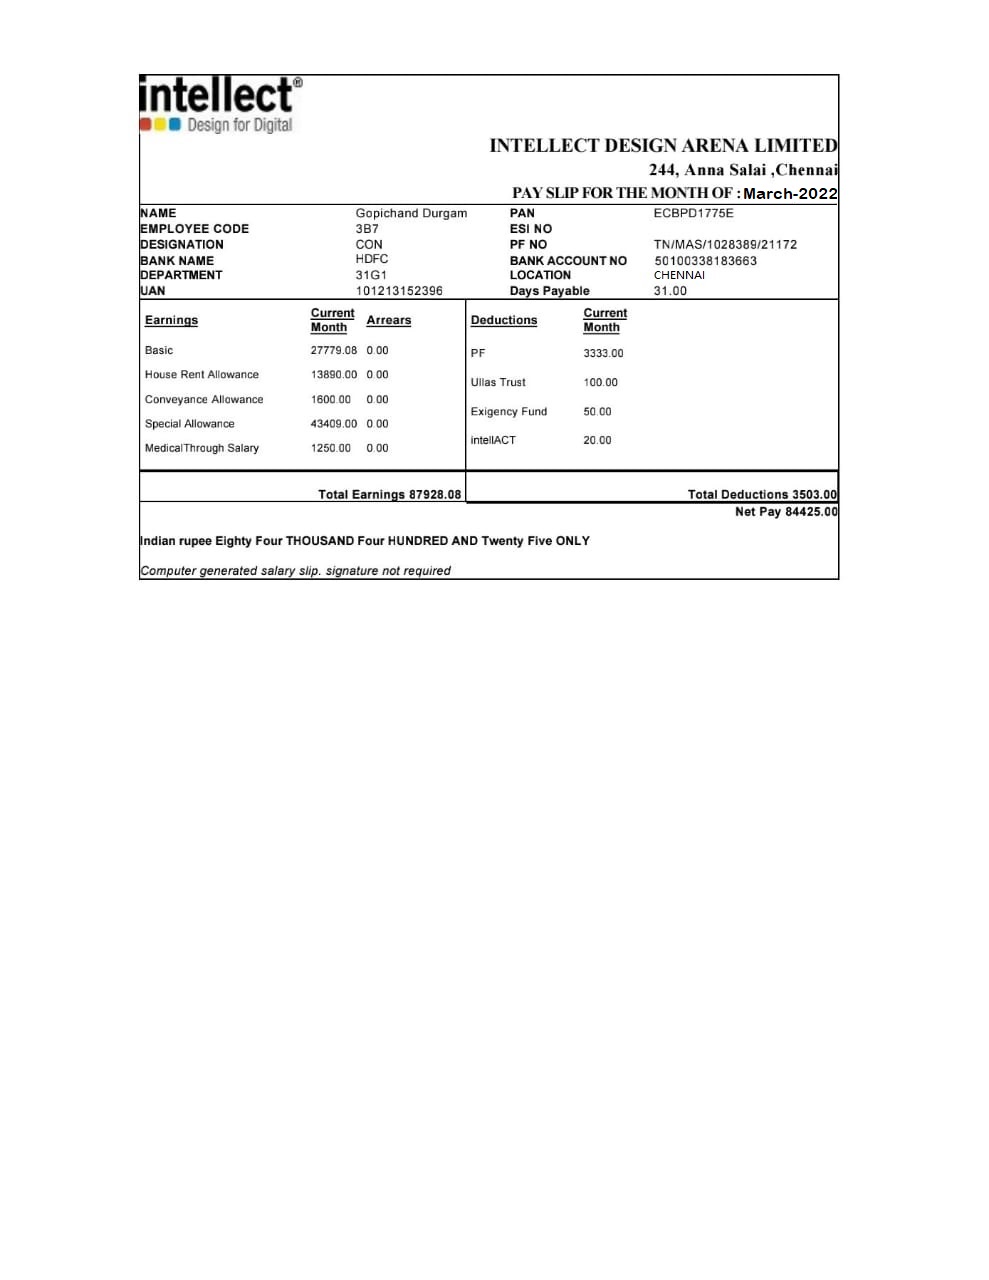 intellect®
Design for Digital
INTELLECT DESIGN ARENA LIMITED
244, Anna Salai ,Chennai
PAY SLIP FOR THE MONTH OF : March-2022
NAME Gopichand Durgam PAN ECBPD1775E
EMPLOYEE CODE 3B7 ESI NO
DESIGNATION CON PF NO TN/MAS/1028389/21172
BANK NAME HDFC BANK ACCOUNT NO 50100338183663
DEPARTMENT 31G1 LOCATION CHENNAI
UAN 101213152396 Days Payable 31.00
Earnings Current Month Arrears Deductions Current Month
Basic 27779.08 0.00 PF 3333.00
House Rent Allowance 13890.00 0.00 Ullas Trust 100.00
Conveyance Allowance 1600.00 0.00 Exigency Fund 50.00
Special Allowance 43409.00 0.00 intellACT 20.00
MedicalThrough Salary 1250.00 0.00
Total Earnings 87928.08 Total Deductions 3503.00
Net Pay 84425.00
Indian rupee Eighty Four THOUSAND Four HUNDRED AND Twenty Five ONLY
Computer generated salary slip. signature not required